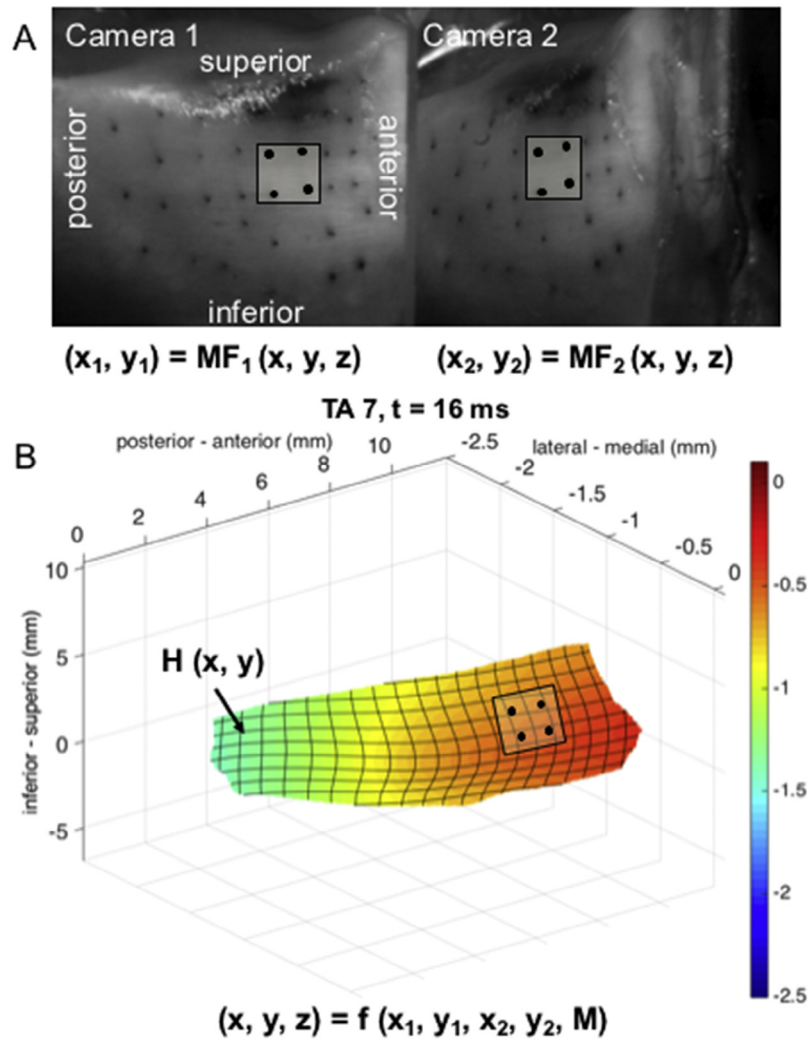 A
Camera 1
Camera 2
superior
posterior
anterior
inferior
(x₁, y₁) = MF₁ (x, y, z)
(x₂, y₂) = MF₂ (x, y, z)
TA 7, t = 16 ms
B
posterior - anterior (mm)
lateral - medial (mm)
0 2 4 6 8 10
-2.5 -2 -1.5 -1 -0.5 0
inferior - superior (mm)
10
5
0
-5
H (x, y)
0
-0.5
-1
-1.5
-2
-2.5
(x, y, z) = f (x₁, y₁, x₂, y₂, M)